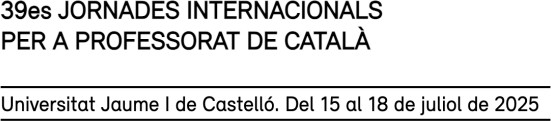 39es JORNADES INTERNACIONALS
PER A PROFESSORAT DE CATALÀ
Universitat Jaume I de Castelló. Del 15 al 18 de juliol de 2025